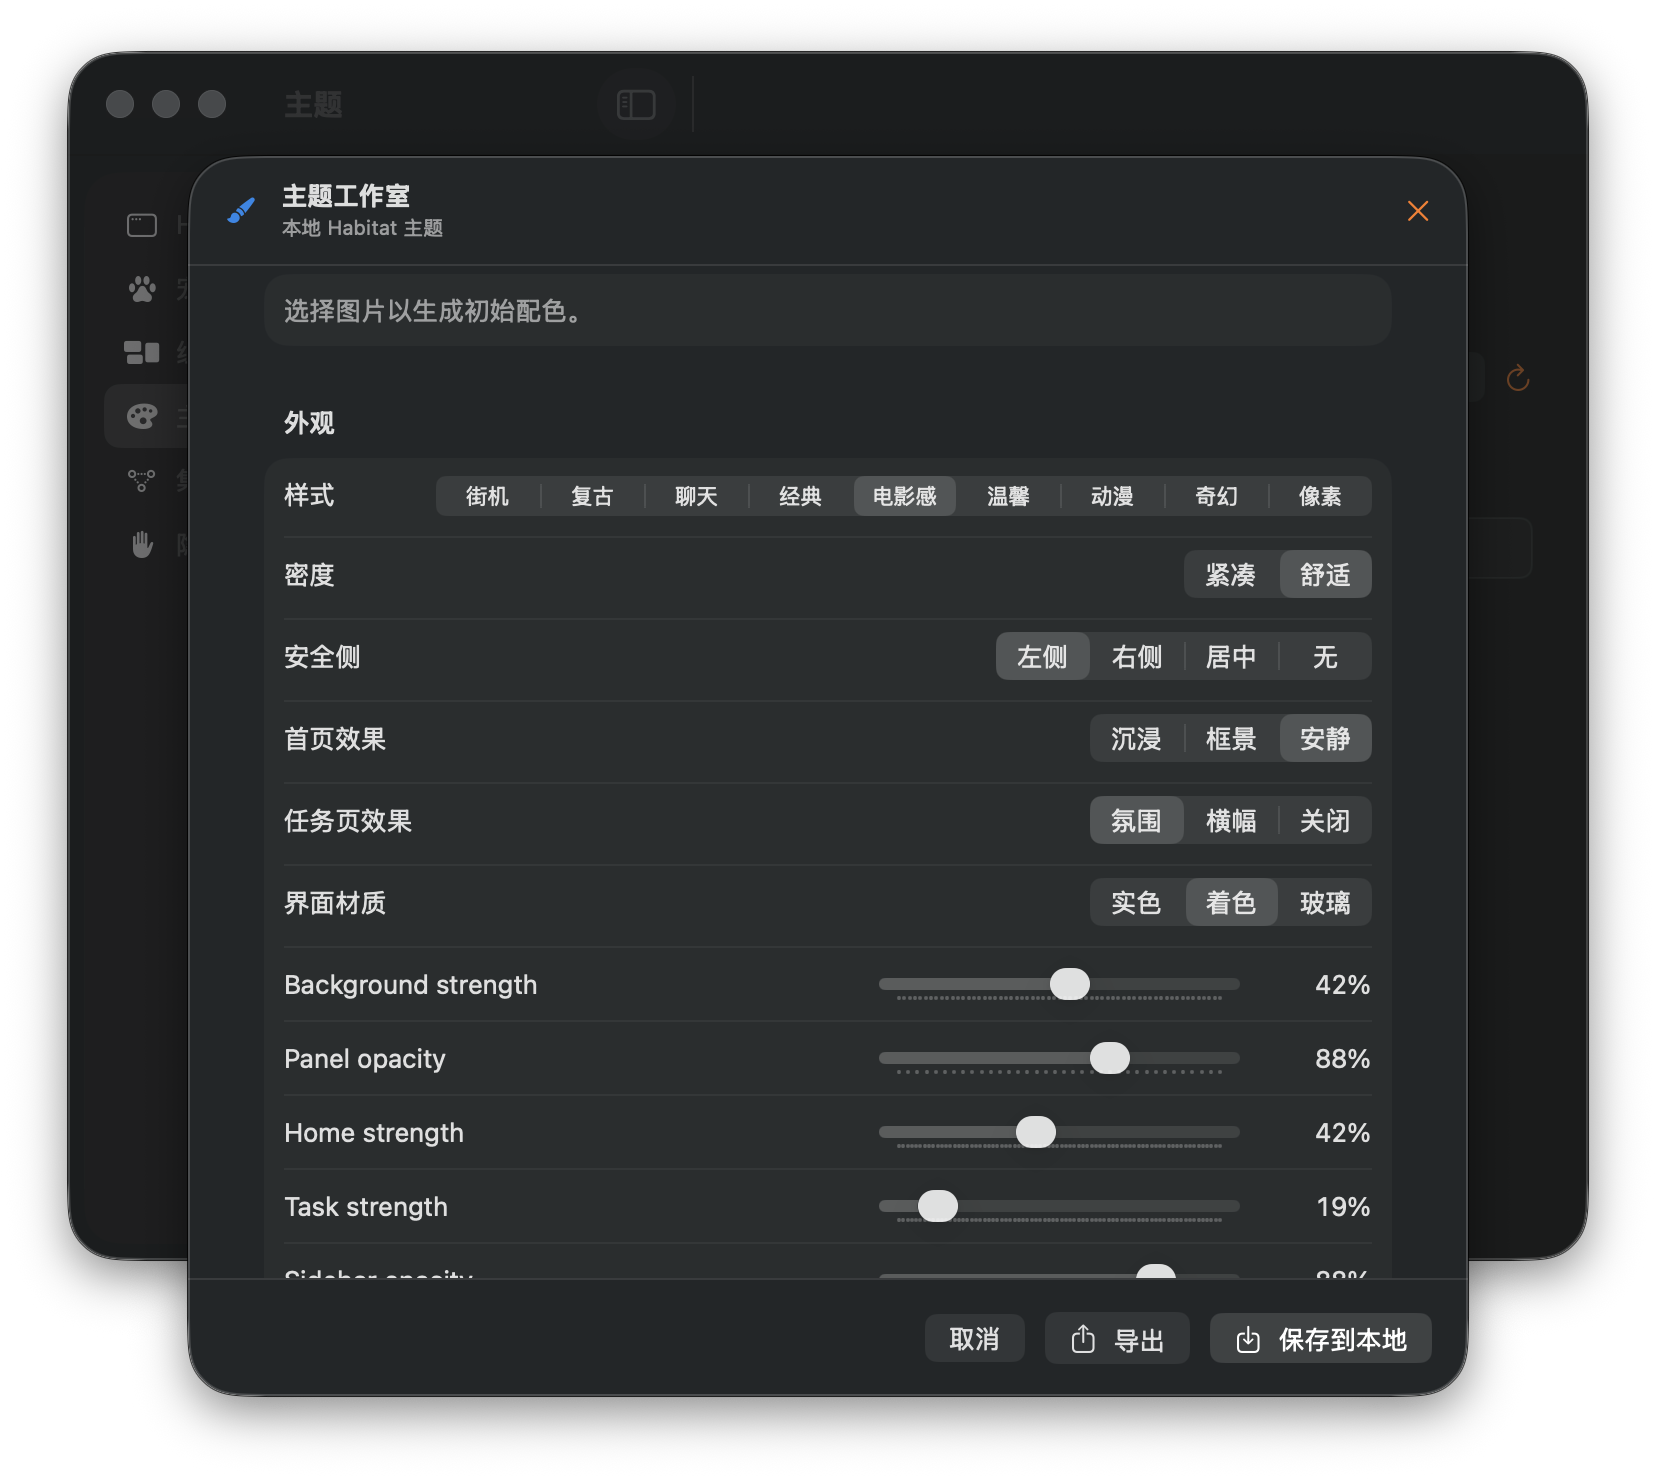 主题
主题工作室
本地 Habitat 主题
选择图片以生成初始配色。
外观
样式 街机 复古 聊天 经典 电影感 温馨 动漫 奇幻 像素
密度 紧凑 舒适
安全侧 左侧 右侧 居中 无
首页效果 沉浸 框景 安静
任务页效果 氛围 横幅 关闭
界面材质 实色 着色 玻璃
Background strength 42%
Panel opacity 88%
Home strength 42%
Task strength 19%
Sidebar opacity 88%
取消 导出 保存到本地